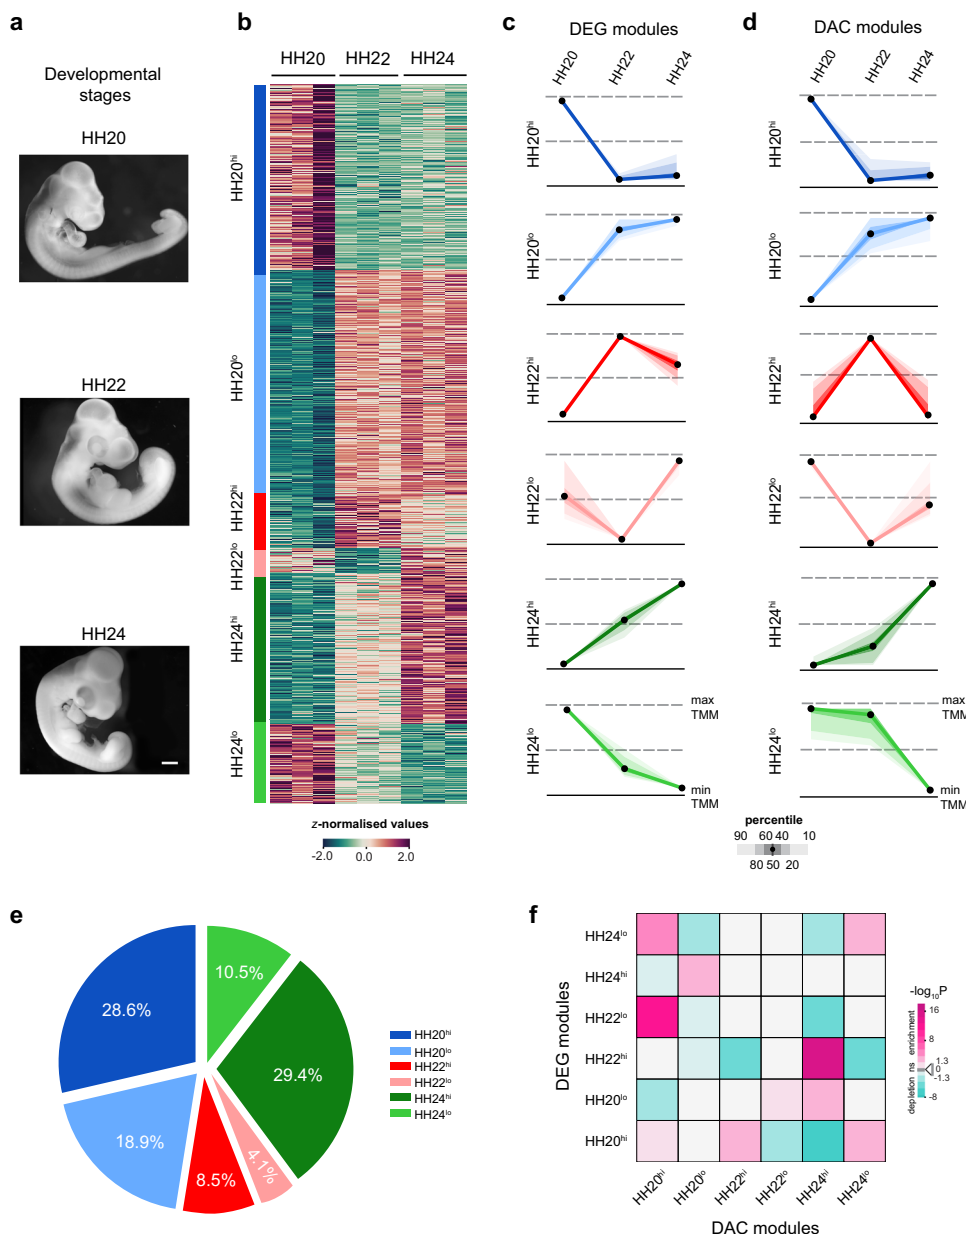 a
Developmental
stages
HH20
HH22
HH24
b
HH20 HH22 HH24
HH20hi
HH20lo
HH22hi
HH22lo
HH24hi
HH24lo
z-normalised values
-2.0 0.0 2.0
c
DEG modules
HH20 HH22 HH24
HH20hi
HH20lo
HH22hi
HH22lo
HH24hi
HH24lo
max
TMM
min
TMM
d
DAC modules
HH20 HH22 HH24
HH20hi
HH20lo
HH22hi
HH22lo
HH24hi
HH24lo
max
TMM
min
TMM
percentile
90 60 40 10
80 50 20
e
28.6%
10.5%
29.4%
4.1%
8.5%
18.9%
HH20hi
HH20lo
HH22hi
HH22lo
HH24hi
HH24lo
f
DEG modules
HH24lo
HH24hi
HH22lo
HH22hi
HH20lo
HH20hi
HH20hi HH20lo HH22hi HH22lo HH24hi HH24lo
DAC modules
-log10P
16
8
1.3
0
-1.3
-8
enrichment
ns
depletion